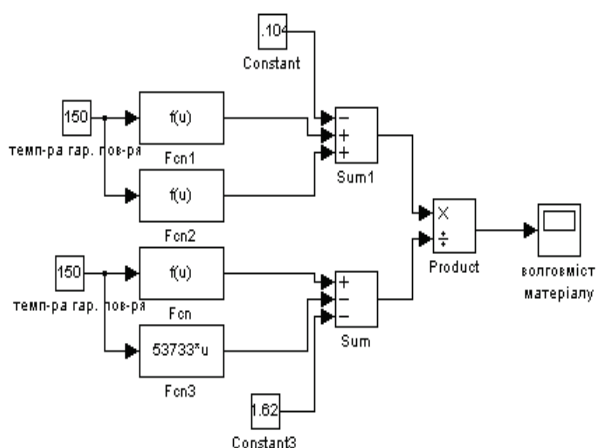 .104
Constant
150
темп-ра гар. пов-ря
f(u)
Fcn1
f(u)
Fcn2
−
+
+
Sum1
×
÷
Product
волговміст
матеріалу
150
темп-ра гар. пов-ря
f(u)
Fcn
53733*u
Fcn3
+
−
−
Sum
1.62
Constant3